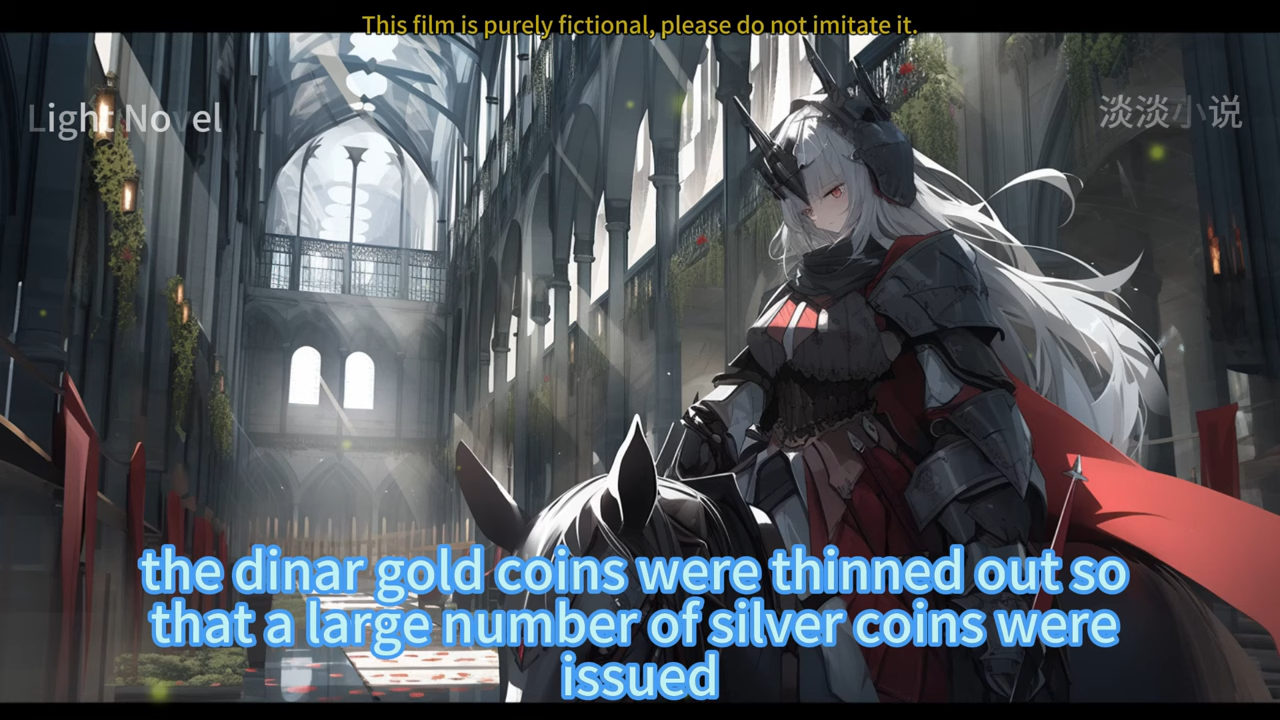 This film is purely fictional, please do not imitate it.
Light Novel
淡淡小说
the dinar gold coins were thinned out so
that a large number of silver coins were
issued